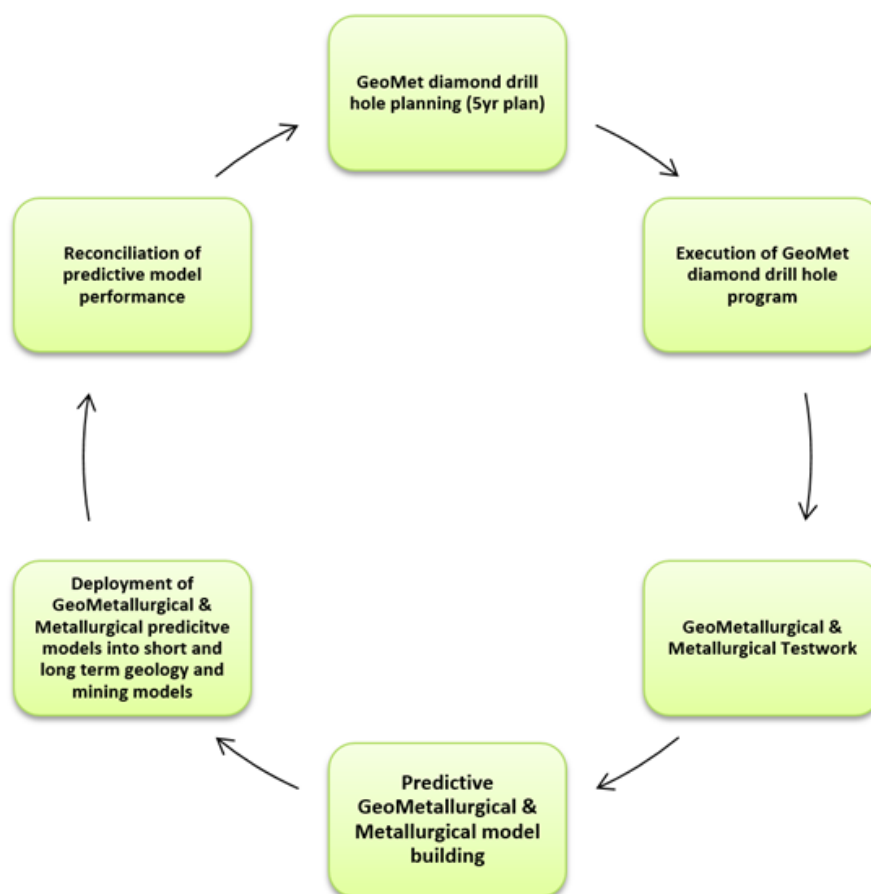 GeoMet diamond drill
hole planning (5yr plan)
Execution of GeoMet
diamond drill hole
program
GeoMetallurgical &
Metallurgical Testwork
Predictive
GeoMetallurgical &
Metallurgical model
building
Deployment of
GeoMetallurgical &
Metallurgical predicitve
models into short and
long term geology and
mining models
Reconciliation of
predictive model
performance